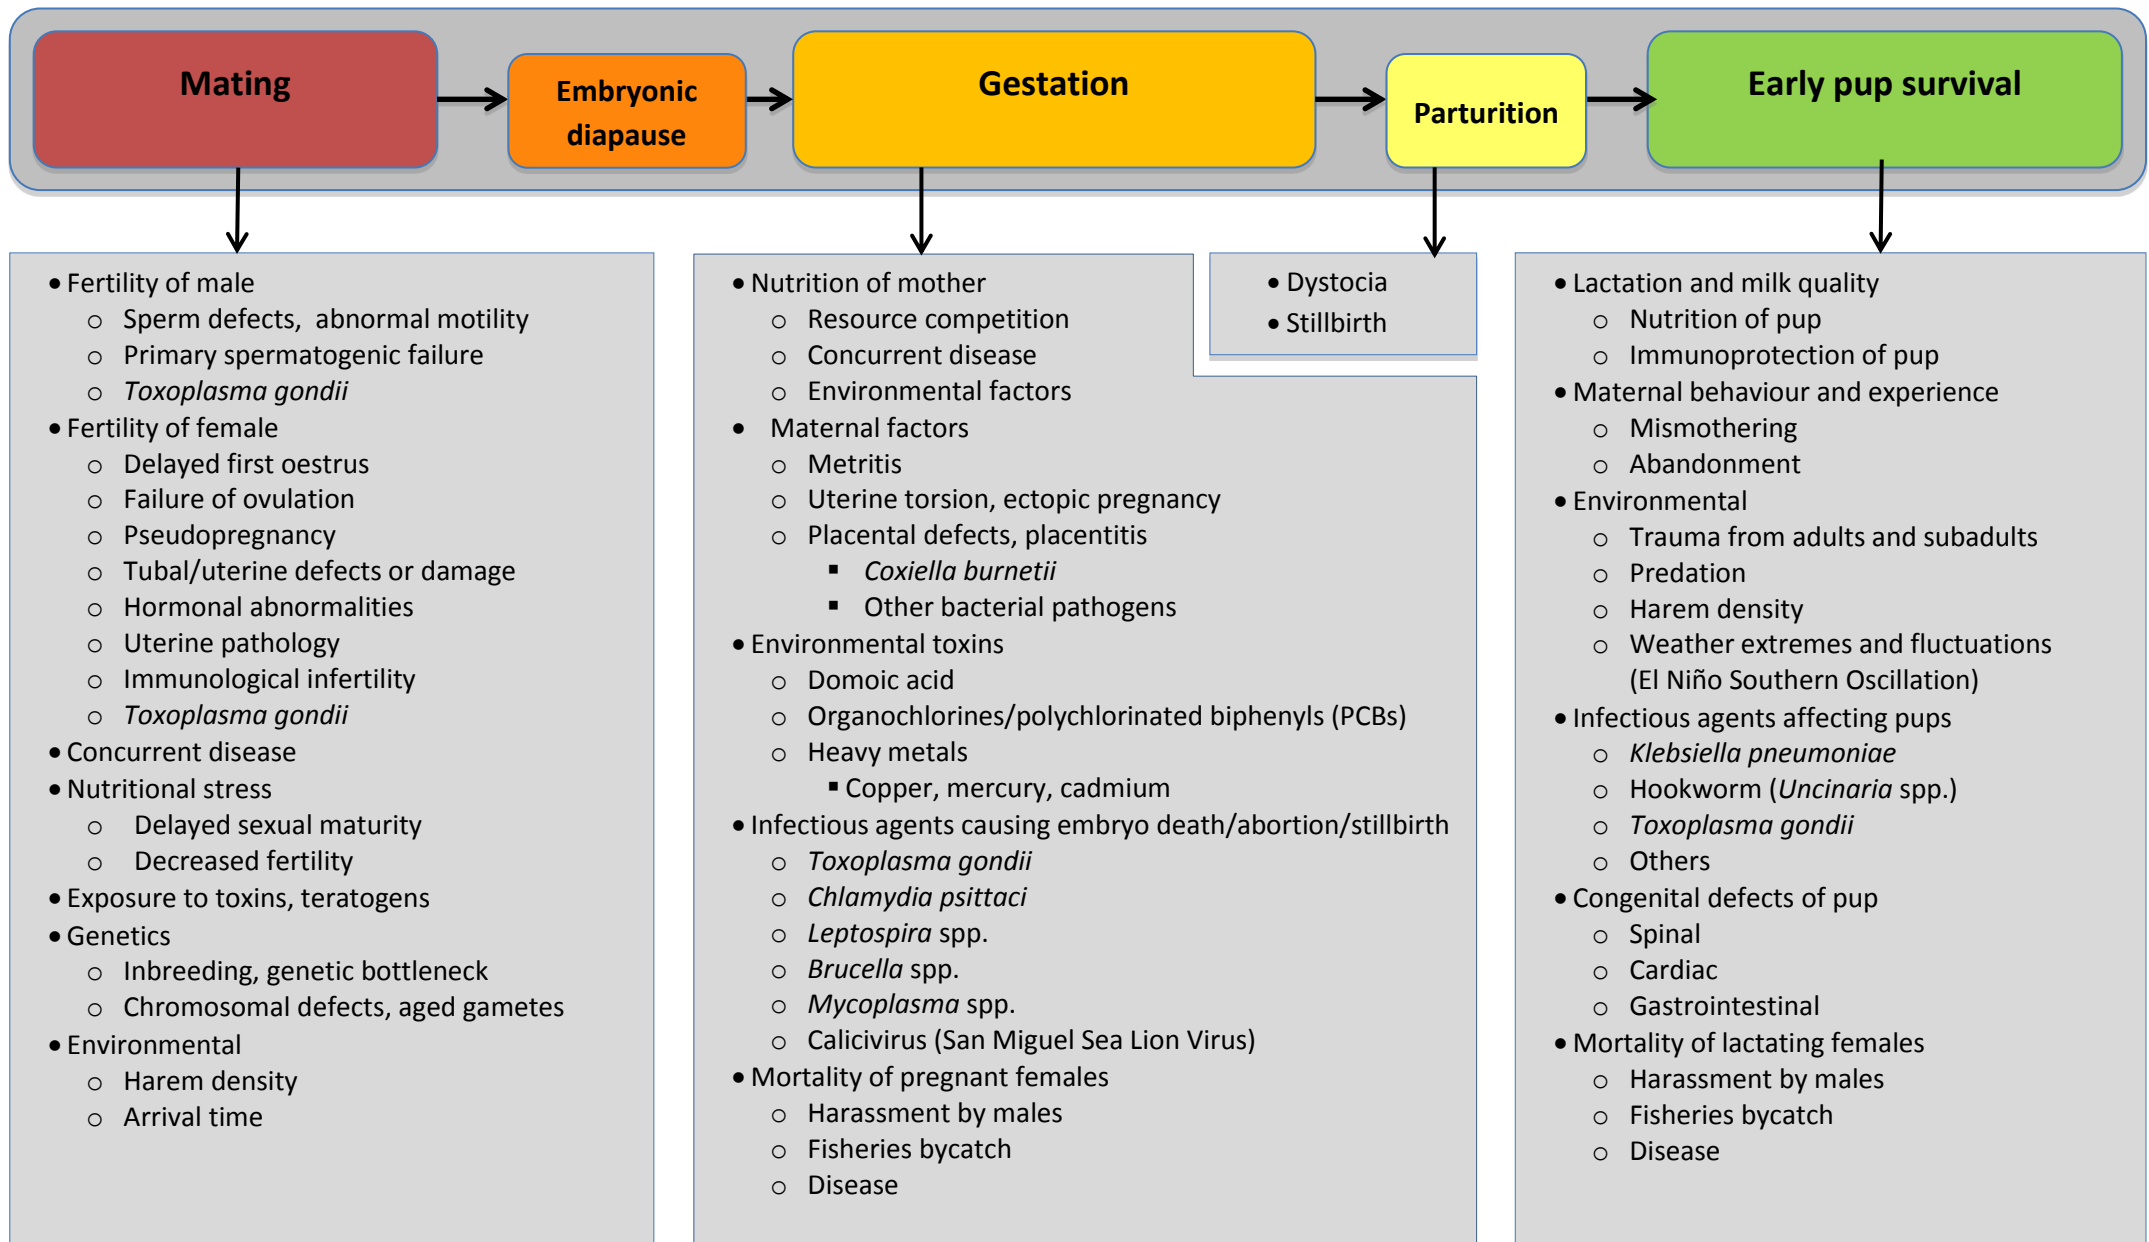 Mating
Embryonic
diapause
Gestation
Parturition
Early pup survival
• Fertility of male
o Sperm defects, abnormal motility
o Primary spermatogenic failure
o Toxoplasma gondii
• Fertility of female
o Delayed first oestrus
o Failure of ovulation
o Pseudopregnancy
o Tubal/uterine defects or damage
o Hormonal abnormalities
o Uterine pathology
o Immunological infertility
o Toxoplasma gondii
• Concurrent disease
• Nutritional stress
o Delayed sexual maturity
o Decreased fertility
• Exposure to toxins, teratogens
• Genetics
o Inbreeding, genetic bottleneck
o Chromosomal defects, aged gametes
• Environmental
o Harem density
o Arrival time
• Nutrition of mother
o Resource competition
o Concurrent disease
o Environmental factors
• Maternal factors
o Metritis
o Uterine torsion, ectopic pregnancy
o Placental defects, placentitis
▪ Coxiella burnetii
▪ Other bacterial pathogens
• Environmental toxins
o Domoic acid
o Organochlorines/polychlorinated biphenyls (PCBs)
o Heavy metals
▪ Copper, mercury, cadmium
• Infectious agents causing embryo death/abortion/stillbirth
o Toxoplasma gondii
o Chlamydia psittaci
o Leptospira spp.
o Brucella spp.
o Mycoplasma spp.
o Calicivirus (San Miguel Sea Lion Virus)
• Mortality of pregnant females
o Harassment by males
o Fisheries bycatch
o Disease
• Dystocia
• Stillbirth
• Lactation and milk quality
o Nutrition of pup
o Immunoprotection of pup
• Maternal behaviour and experience
o Mismothering
o Abandonment
• Environmental
o Trauma from adults and subadults
o Predation
o Harem density
o Weather extremes and fluctuations
(El Niño Southern Oscillation)
• Infectious agents affecting pups
o Klebsiella pneumoniae
o Hookworm (Uncinaria spp.)
o Toxoplasma gondii
o Others
• Congenital defects of pup
o Spinal
o Cardiac
o Gastrointestinal
• Mortality of lactating females
o Harassment by males
o Fisheries bycatch
o Disease